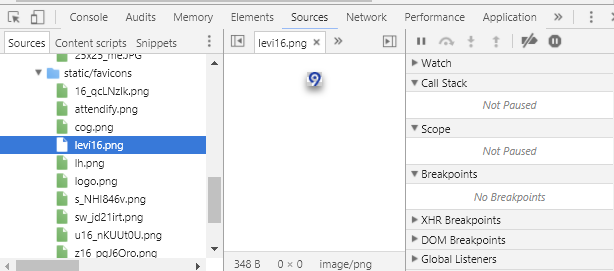 Console Audits Sources Network Performance Application »
Sources Content scripts Snippets
levi16.png × »
25x25_me.JPG
static/favicons
16_qcLNzlk.png
attendify.png
cog.png
levi16.png
lh.png
logo.png
s_NHI846v.png
sw_jd21irt.png
u16_nKUUt0U.png
z16_pgJ6Oro.png
348 B 0 × 0 image/png
Watch
Call Stack
Not Paused
Scope
Not Paused
Breakpoints
No Breakpoints
XHR Breakpoints
DOM Breakpoints
Global Listeners